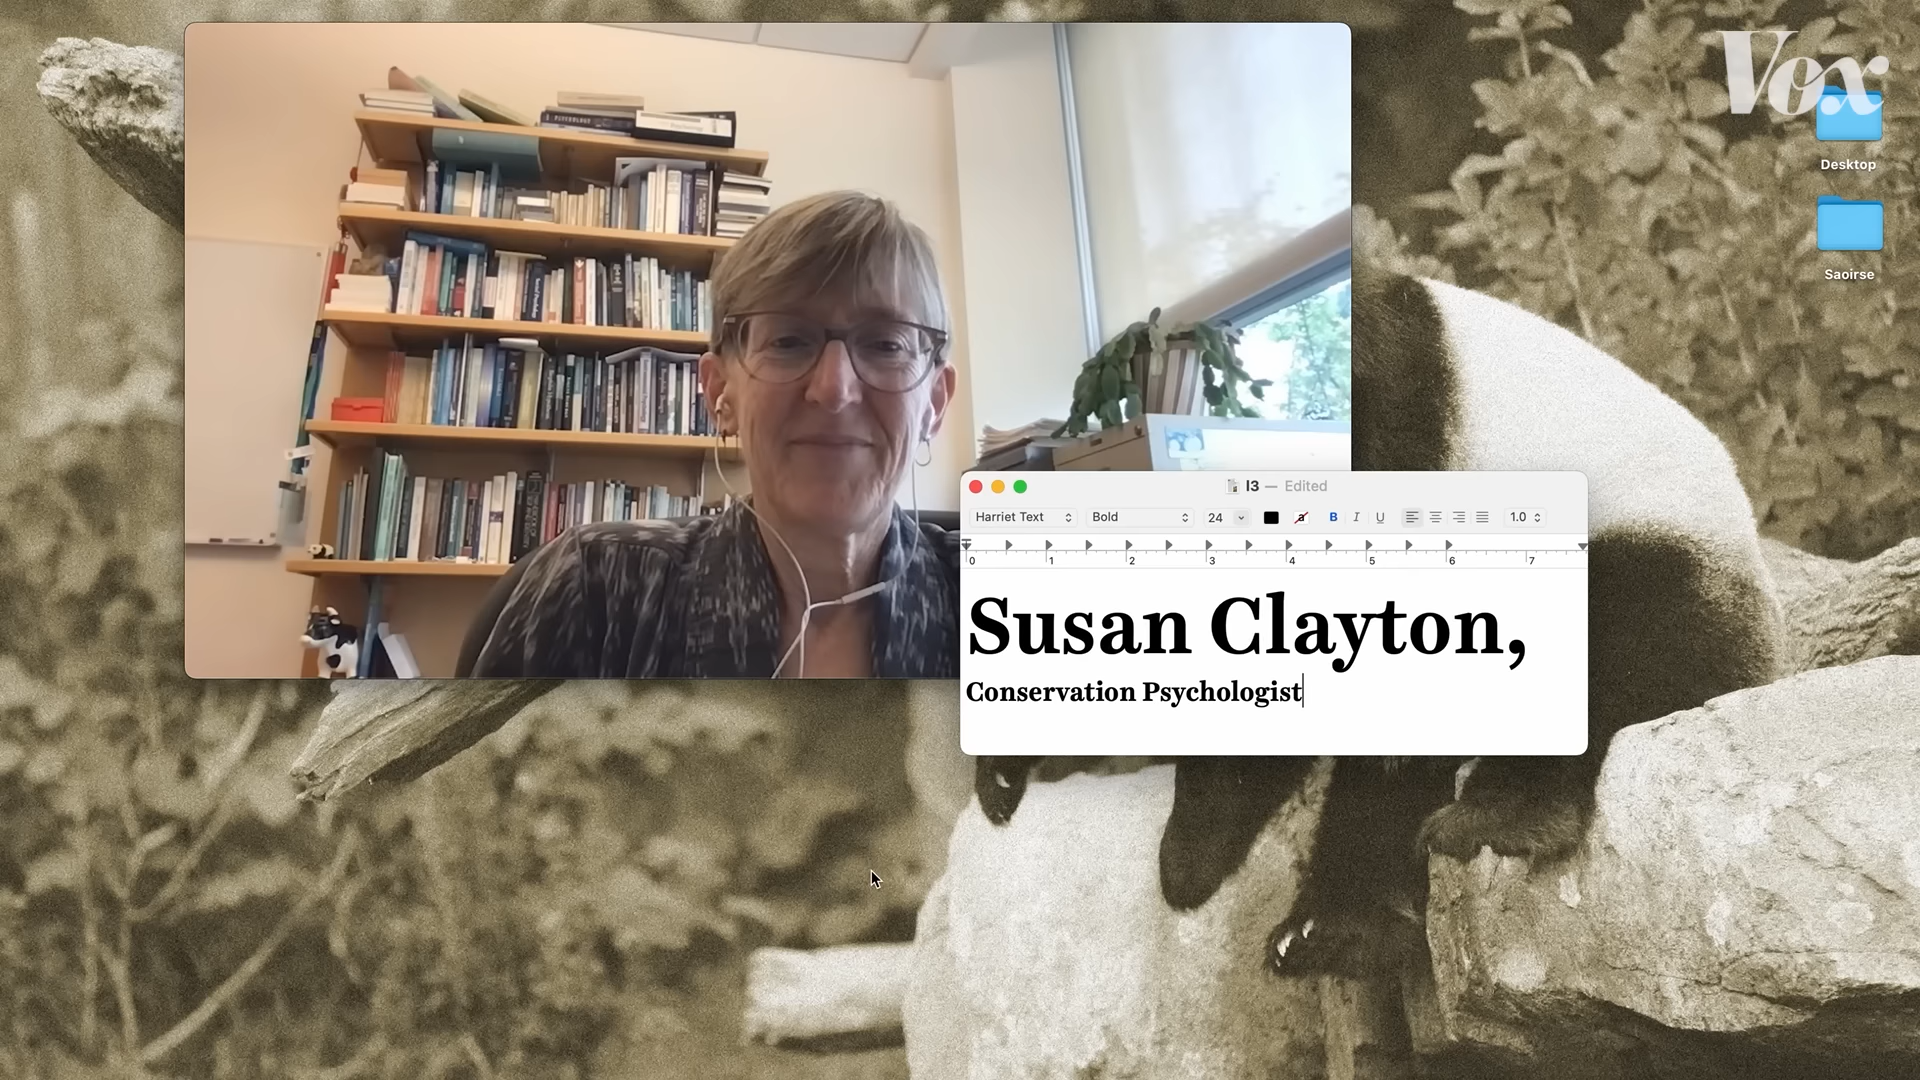 Vox
Desktop
Saoirse
PSYCHOLOGY
I3 — Edited
Harriet Text Bold 24 a B I U 1.0
0 1 2 3 4 5 6 7
Susan Clayton,
Conservation Psychologist